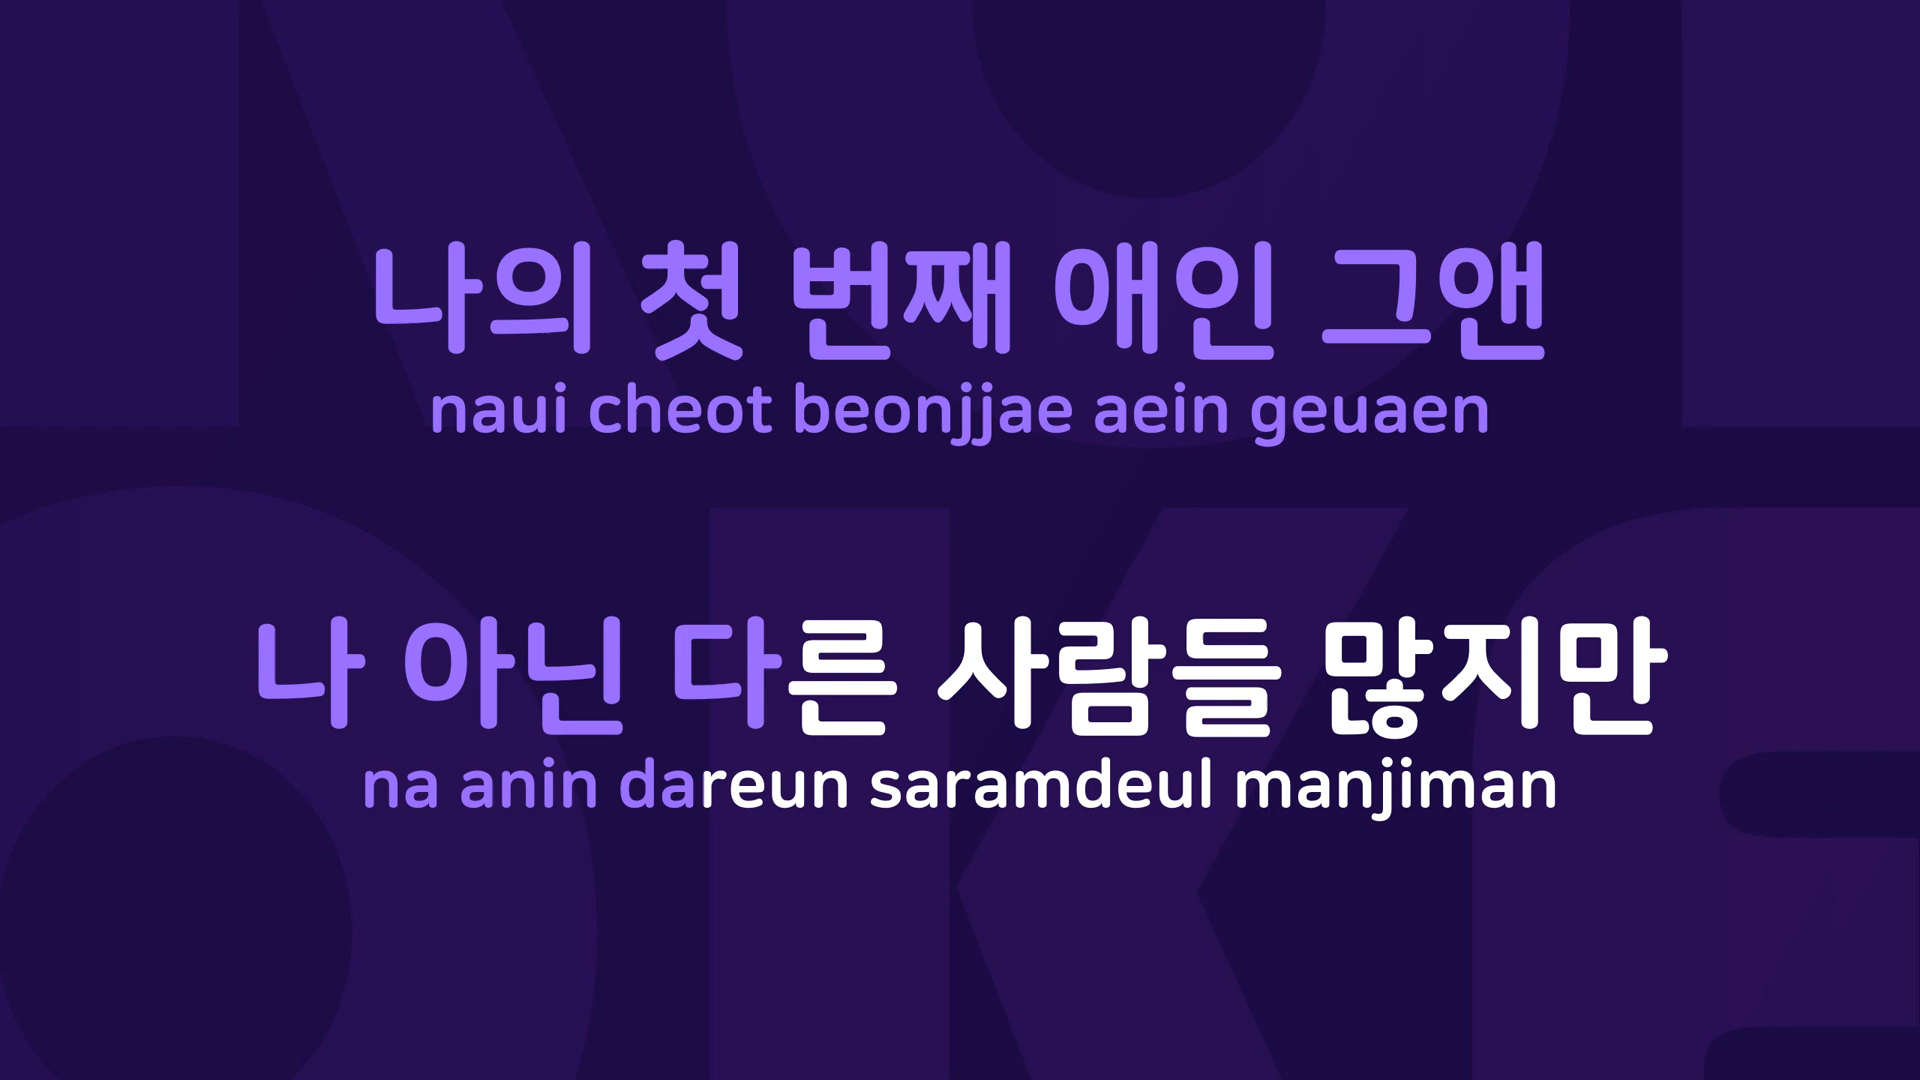 나의 첫 번째 애인 그앤
naui cheot beonjjae aein geuaen
나 아닌 다른 사람들 많지만
na anin dareun saramdeul manjiman